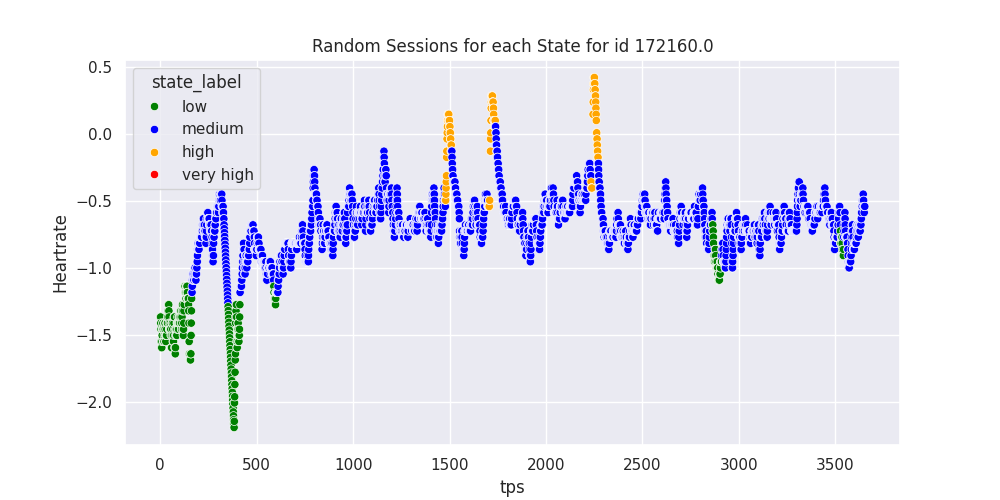 Random Sessions for each State for id 172160.0
state_label
low
medium
high
very high
0.5
0.0
−0.5
−1.0
−1.5
−2.0
Heartrate
0 500 1000 1500 2000 2500 3000 3500
tps